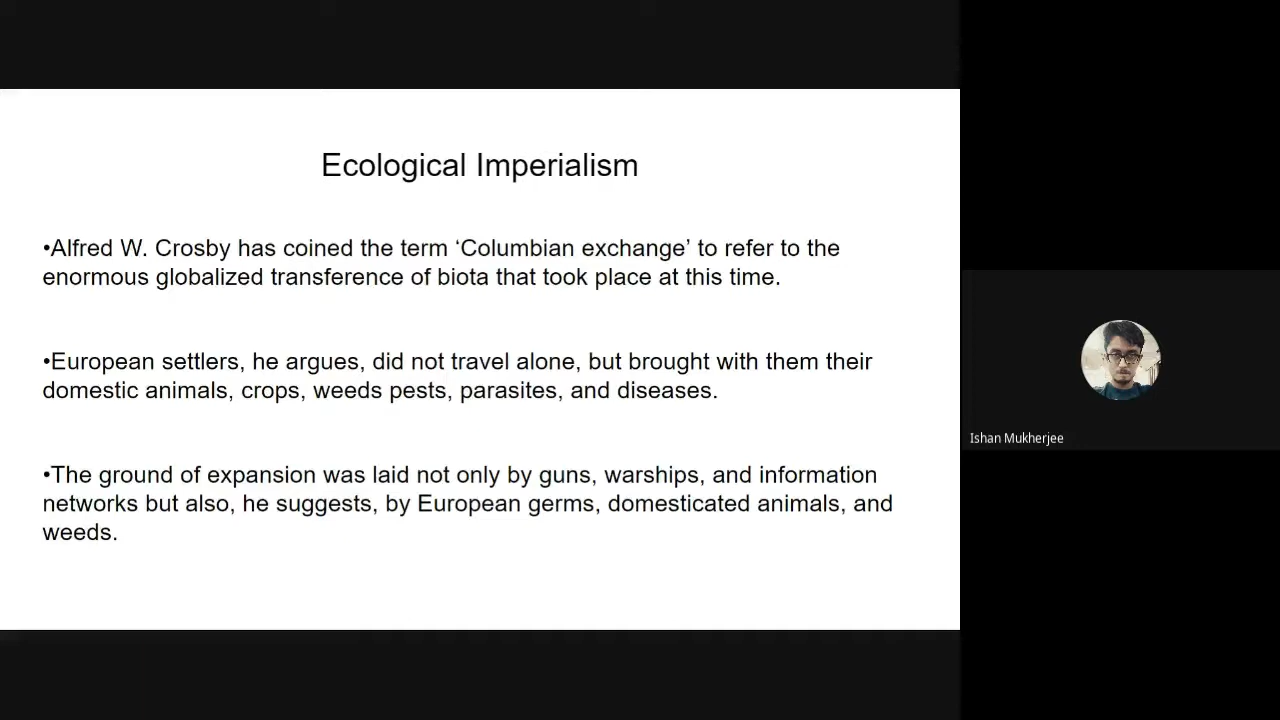 Ecological Imperialism
•Alfred W. Crosby has coined the term ‘Columbian exchange’ to refer to the
enormous globalized transference of biota that took place at this time.
•European settlers, he argues, did not travel alone, but brought with them their
domestic animals, crops, weeds pests, parasites, and diseases.
•The ground of expansion was laid not only by guns, warships, and information
networks but also, he suggests, by European germs, domesticated animals, and
weeds.
Ishan Mukherjee